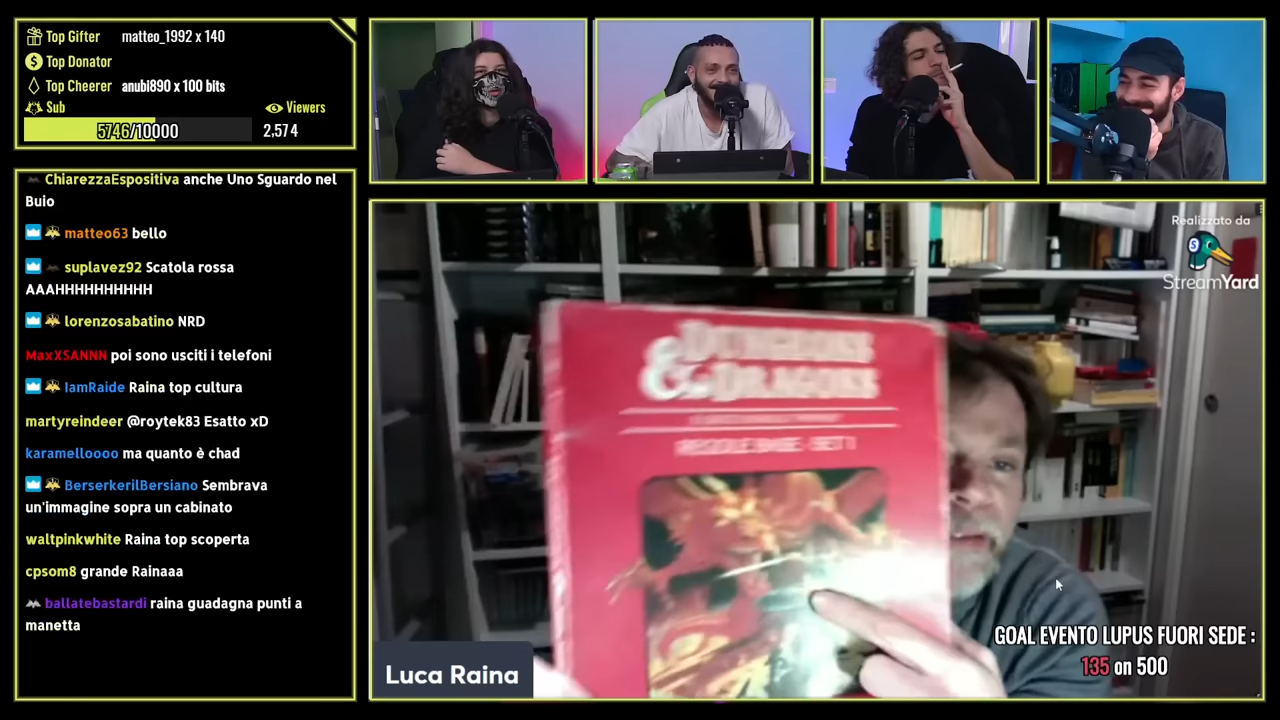 Top Gifter matteo_1992 x 140
Top Donator
Top Cheerer anubi890 x 100 bits
Sub Viewers
5746/10000 2,574
ChiarezzaEspositiva anche Uno Sguardo nel
Buio
matteo63 bello
suplavez92 Scatola rossa
AAAHHHHHHHHHH
lorenzosabatino NRD
MaxXSANNN poi sono usciti i telefoni
IamRaide Raina top cultura
martyreindeer @roytek83 Esatto xD
karamelloooo ma quanto è chad
BerserkerilBersiano Sembrava
un'immagine sopra un cabinato
waltpinkwhite Raina top scoperta
cpsom8 grande Rainaaa
ballatebastardi raina guadagna punti a
manetta
Realizzato da
StreamYard
DUNGEONS
& DRAGONS
REGOLE BASE SET 1
Luca Raina
GOAL EVENTO LUPUS FUORI SEDE :
135 on 500